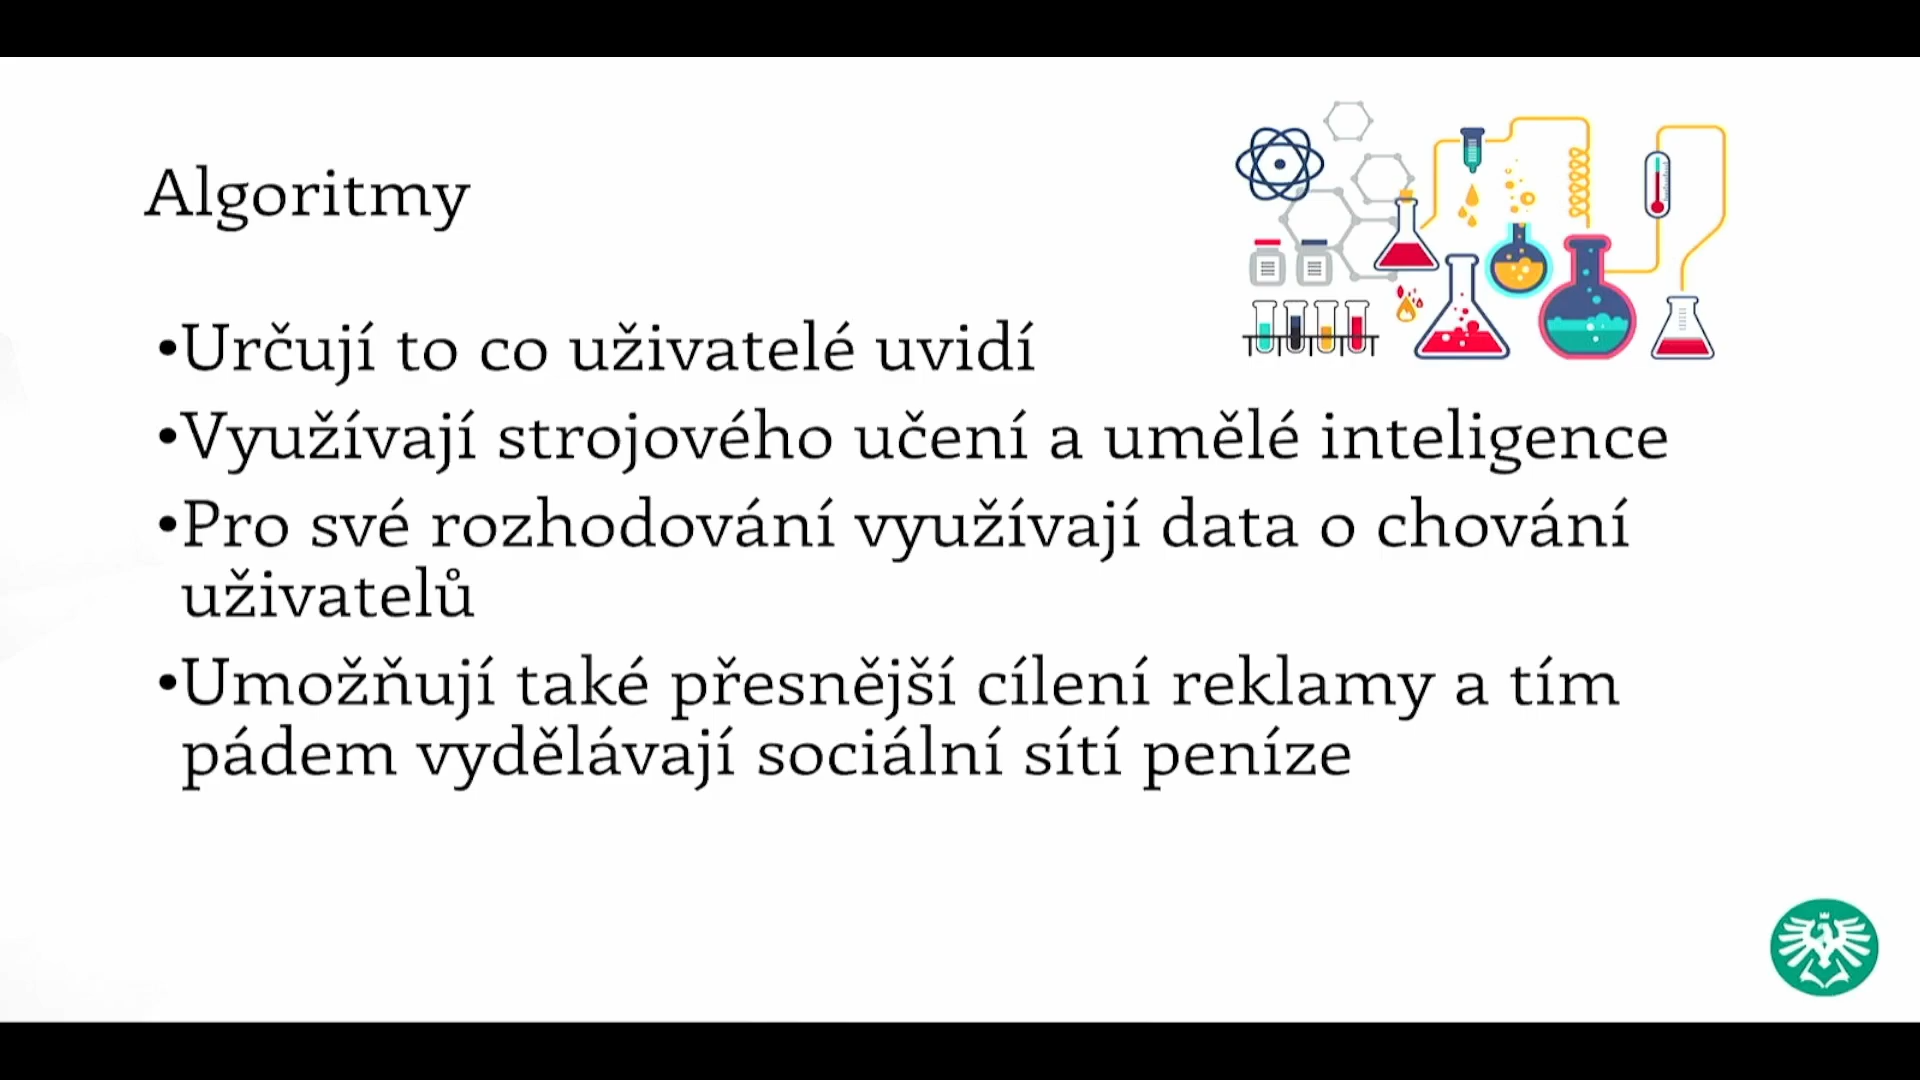 Algoritmy
•Určují to co uživatelé uvidí
•Využívají strojového učení a umělé inteligence
•Pro své rozhodování využívají data o chování
uživatelů
•Umožňují také přesnější cílení reklamy a tím
pádem vydělávají sociální sítí peníze